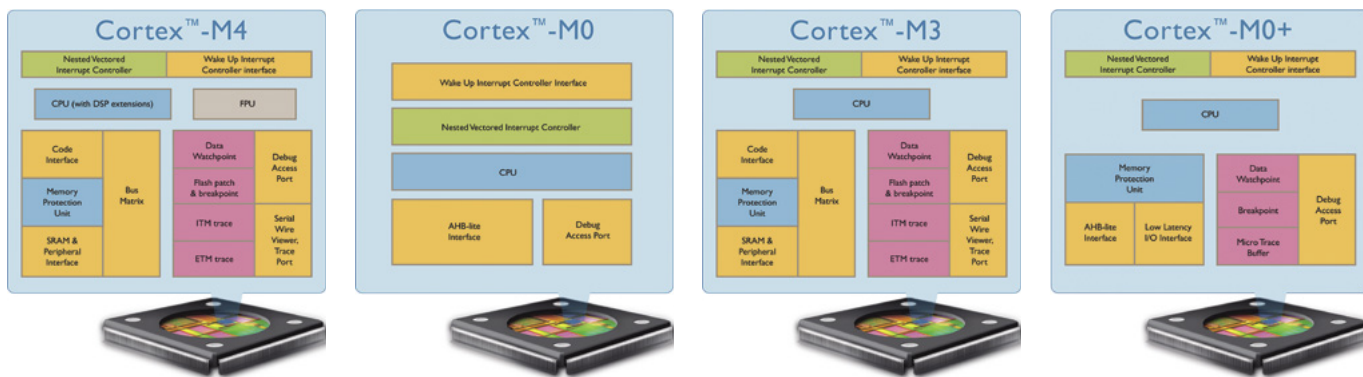 Cortex™-M4
Nested Vectored
Interrupt Controller
Wake Up Interrupt
Controller interface
CPU (with DSP extensions)
FPU
Code
Interface
Memory
Protection
Unit
SRAM &
Peripheral
Interface
Bus
Matrix
Data
Watchpoint
Flash patch
& breakpoint
ITM trace
ETM trace
Debug
Access
Port
Serial
Wire
Viewer,
Trace
Port
Cortex™-M0
Wake Up Interrupt Controller Interface
Nested Vectored Interrupt Controller
CPU
AHB-lite
Interface
Debug
Access Port
Cortex™-M3
Nested Vectored
Interrupt Controller
Wake Up Interrupt
Controller interface
CPU
Code
Interface
Memory
Protection
Unit
SRAM &
Peripheral
Interface
Bus
Matrix
Data
Watchpoint
Flash patch
& breakpoint
ITM trace
ETM trace
Debug
Access
Port
Serial
Wire
Viewer,
Trace
Port
Cortex™-M0+
Nested Vectored
Interrupt Controller
Wake Up Interrupt
Controller interface
CPU
Memory
Protection
Unit
AHB-lite
Interface
Low Latency
I/O Interface
Data
Watchpoint
Breakpoint
Micro Trace
Buffer
Debug
Access
Port